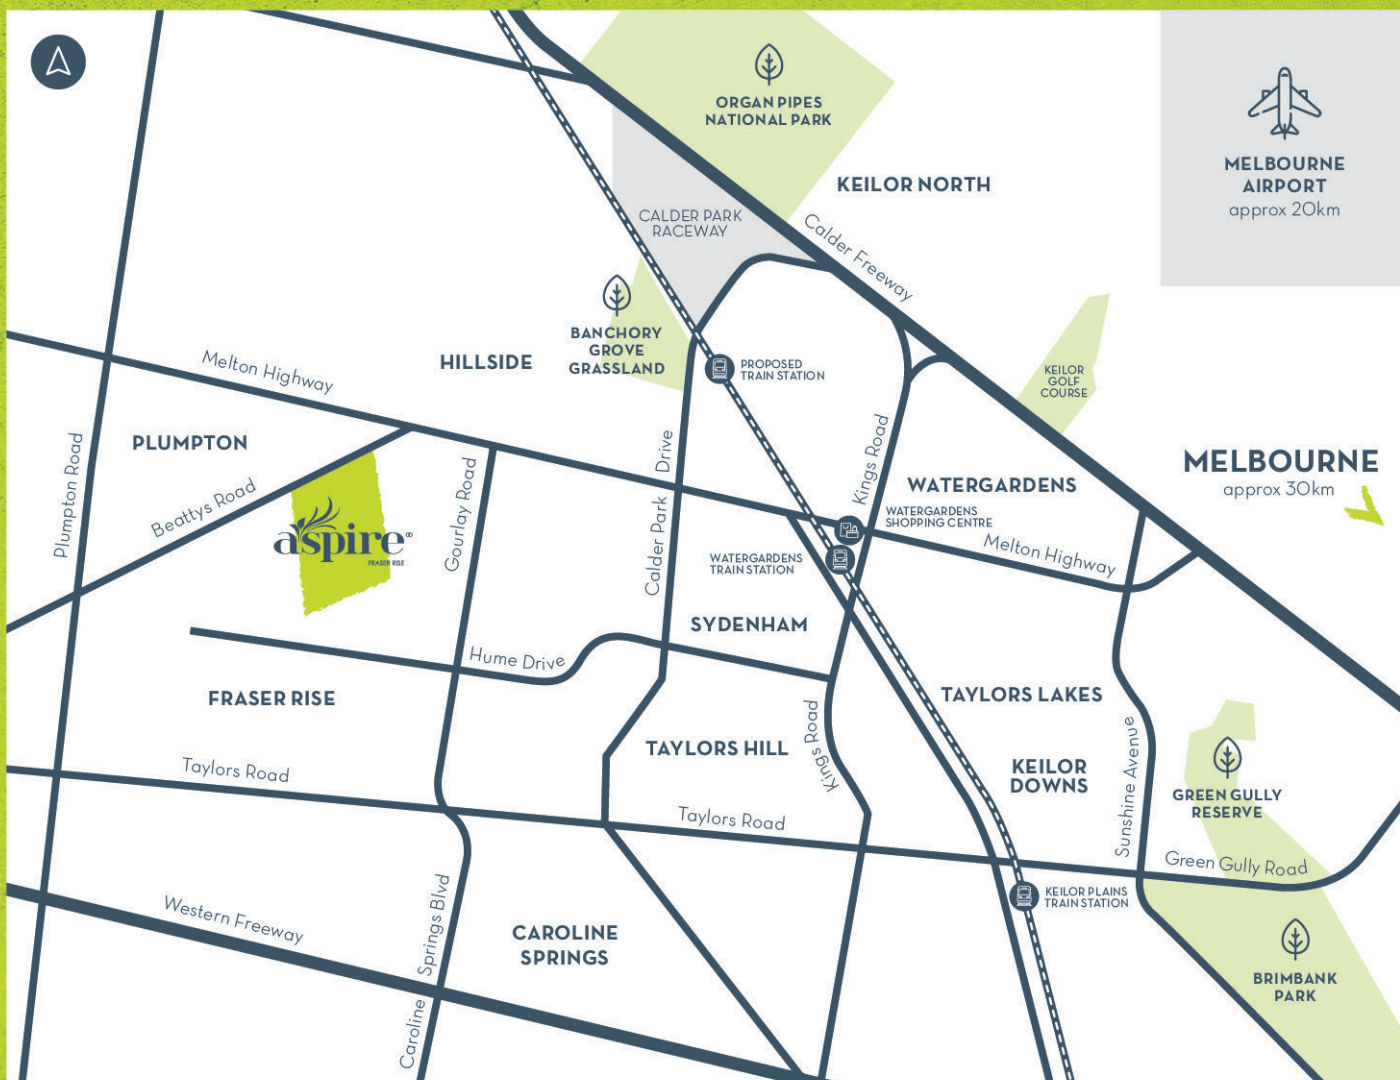 ORGAN PIPES
NATIONAL PARK
MELBOURNE
AIRPORT
approx 20km
KEILOR NORTH
CALDER PARK
RACEWAY
Calder Freeway
BANCHORY
GROVE
GRASSLAND
HILLSIDE
Melton Highway
PROPOSED
TRAIN STATION
KEILOR
GOLF
COURSE
PLUMPTON
Plumpton Road
Beattys Road
aspire®
FRASER RISE
Gourlay Road
Calder Park Drive
Kings Road
WATERGARDENS
MELBOURNE
approx 30km
WATERGARDENS
SHOPPING CENTRE
Melton Highway
WATERGARDENS
TRAIN STATION
SYDENHAM
Hume Drive
FRASER RISE
TAYLORS HILL
Kings Road
TAYLORS LAKES
KEILOR
DOWNS
Sunshine Avenue
GREEN GULLY
RESERVE
Taylors Road
Taylors Road
Green Gully Road
KEILOR PLAINS
TRAIN STATION
Western Freeway
Caroline Springs Blvd
CAROLINE
SPRINGS
BRIMBANK
PARK